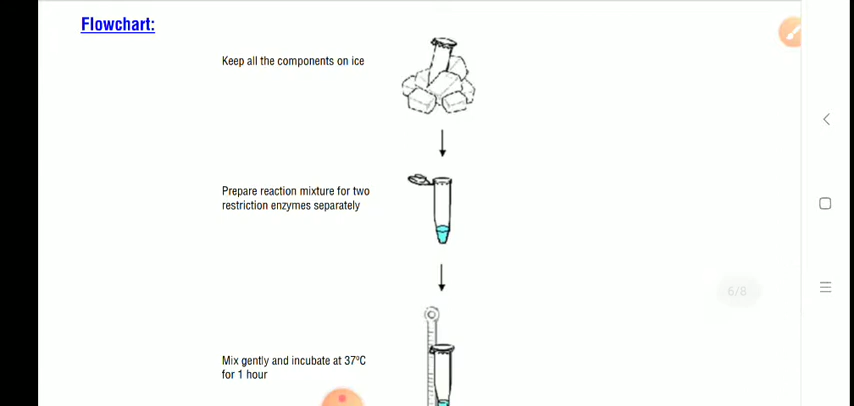 Flowchart:
Keep all the components on ice
Prepare reaction mixture for two
restriction enzymes separately
6/8
Mix gently and incubate at 37°C
for 1 hour